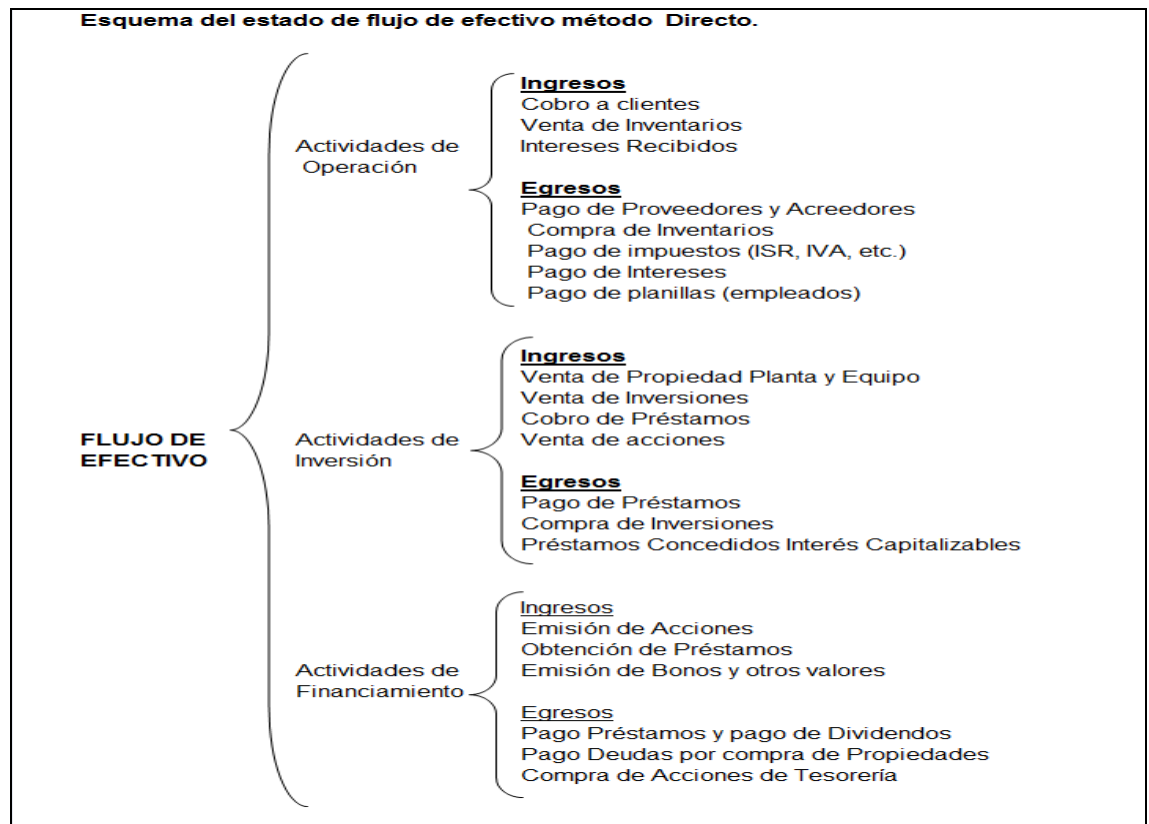 Esquema del estado de flujo de efectivo método Directo.
FLUJO DE
EFECTIVO
Actividades de
Operación
Ingresos
Cobro a clientes
Venta de Inventarios
Intereses Recibidos
Egresos
Pago de Proveedores y Acreedores
Compra de Inventarios
Pago de impuestos (ISR, IVA, etc.)
Pago de Intereses
Pago de planillas (empleados)
Actividades de
Inversión
Ingresos
Venta de Propiedad Planta y Equipo
Venta de Inversiones
Cobro de Préstamos
Venta de acciones
Egresos
Pago de Préstamos
Compra de Inversiones
Préstamos Concedidos Interés Capitalizables
Actividades de
Financiamiento
Ingresos
Emisión de Acciones
Obtención de Préstamos
Emisión de Bonos y otros valores
Egresos
Pago Préstamos y pago de Dividendos
Pago Deudas por compra de Propiedades
Compra de Acciones de Tesorería